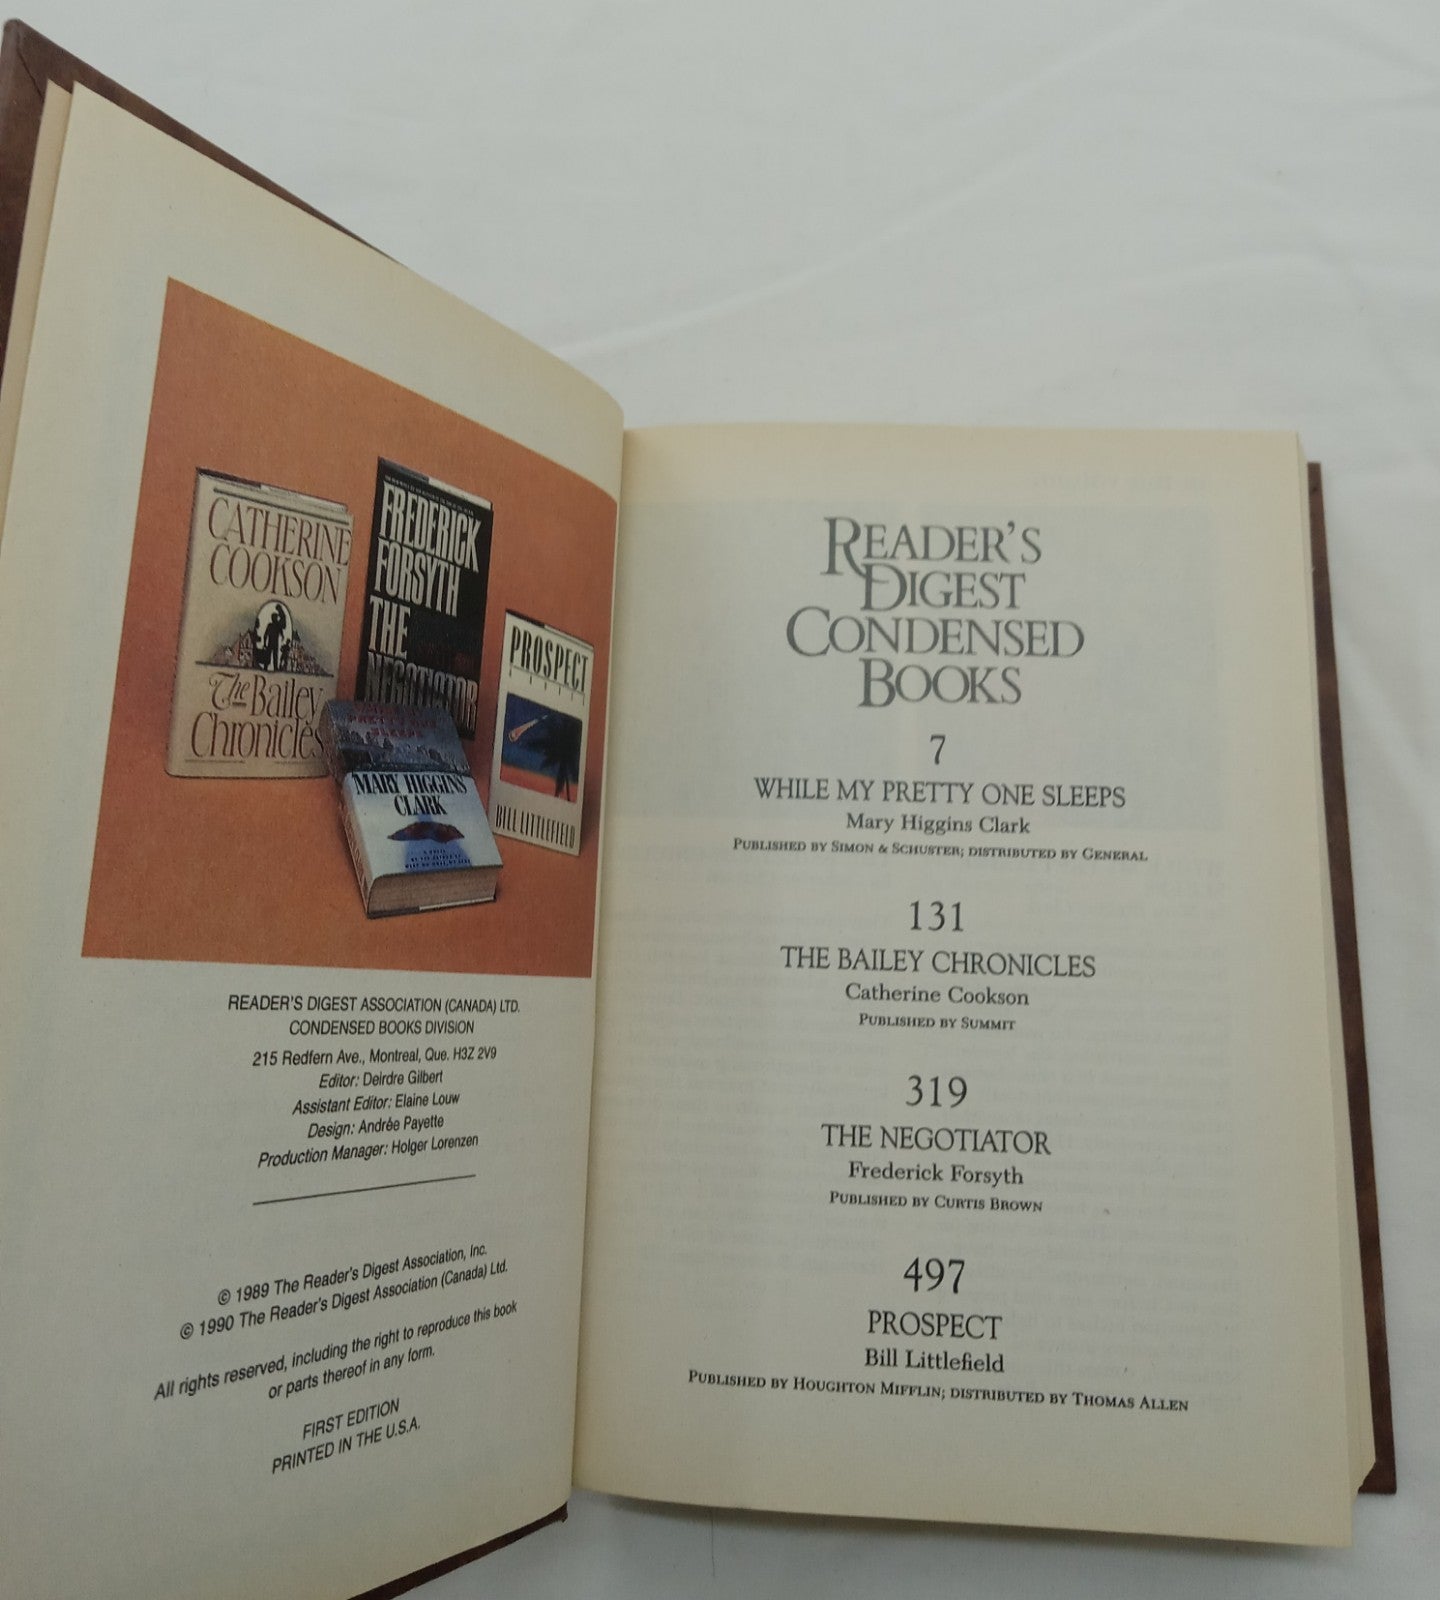 CATHERINE
COOKSON
The Bailey
Chronicles
FREDERICK
FORSYTH
THE
NEGOTIATOR
PROSPECT
BILL LITTLEFIELD
PRETTY ONE
SLEEPS
MARY HIGGINS
CLARK
READER'S DIGEST ASSOCIATION (CANADA) LTD.
CONDENSED BOOKS DIVISION
215 Redfern Ave., Montreal, Que. H3Z 2V9
Editor: Deirdre Gilbert
Assistant Editor: Elaine Louw
Design: Andrée Payette
Production Manager: Holger Lorenzen
© 1989 The Reader's Digest Association, Inc.
© 1990 The Reader's Digest Association (Canada) Ltd.
All rights reserved, including the right to reproduce this book
or parts thereof in any form.
FIRST EDITION
PRINTED IN THE U.S.A.
READER'S
DIGEST
CONDENSED
BOOKS
7
WHILE MY PRETTY ONE SLEEPS
Mary Higgins Clark
PUBLISHED BY SIMON & SCHUSTER; DISTRIBUTED BY GENERAL
131
THE BAILEY CHRONICLES
Catherine Cookson
PUBLISHED BY SUMMIT
319
THE NEGOTIATOR
Frederick Forsyth
PUBLISHED BY CURTIS BROWN
497
PROSPECT
Bill Littlefield
PUBLISHED BY HOUGHTON MIFFLIN; DISTRIBUTED BY THOMAS ALLEN